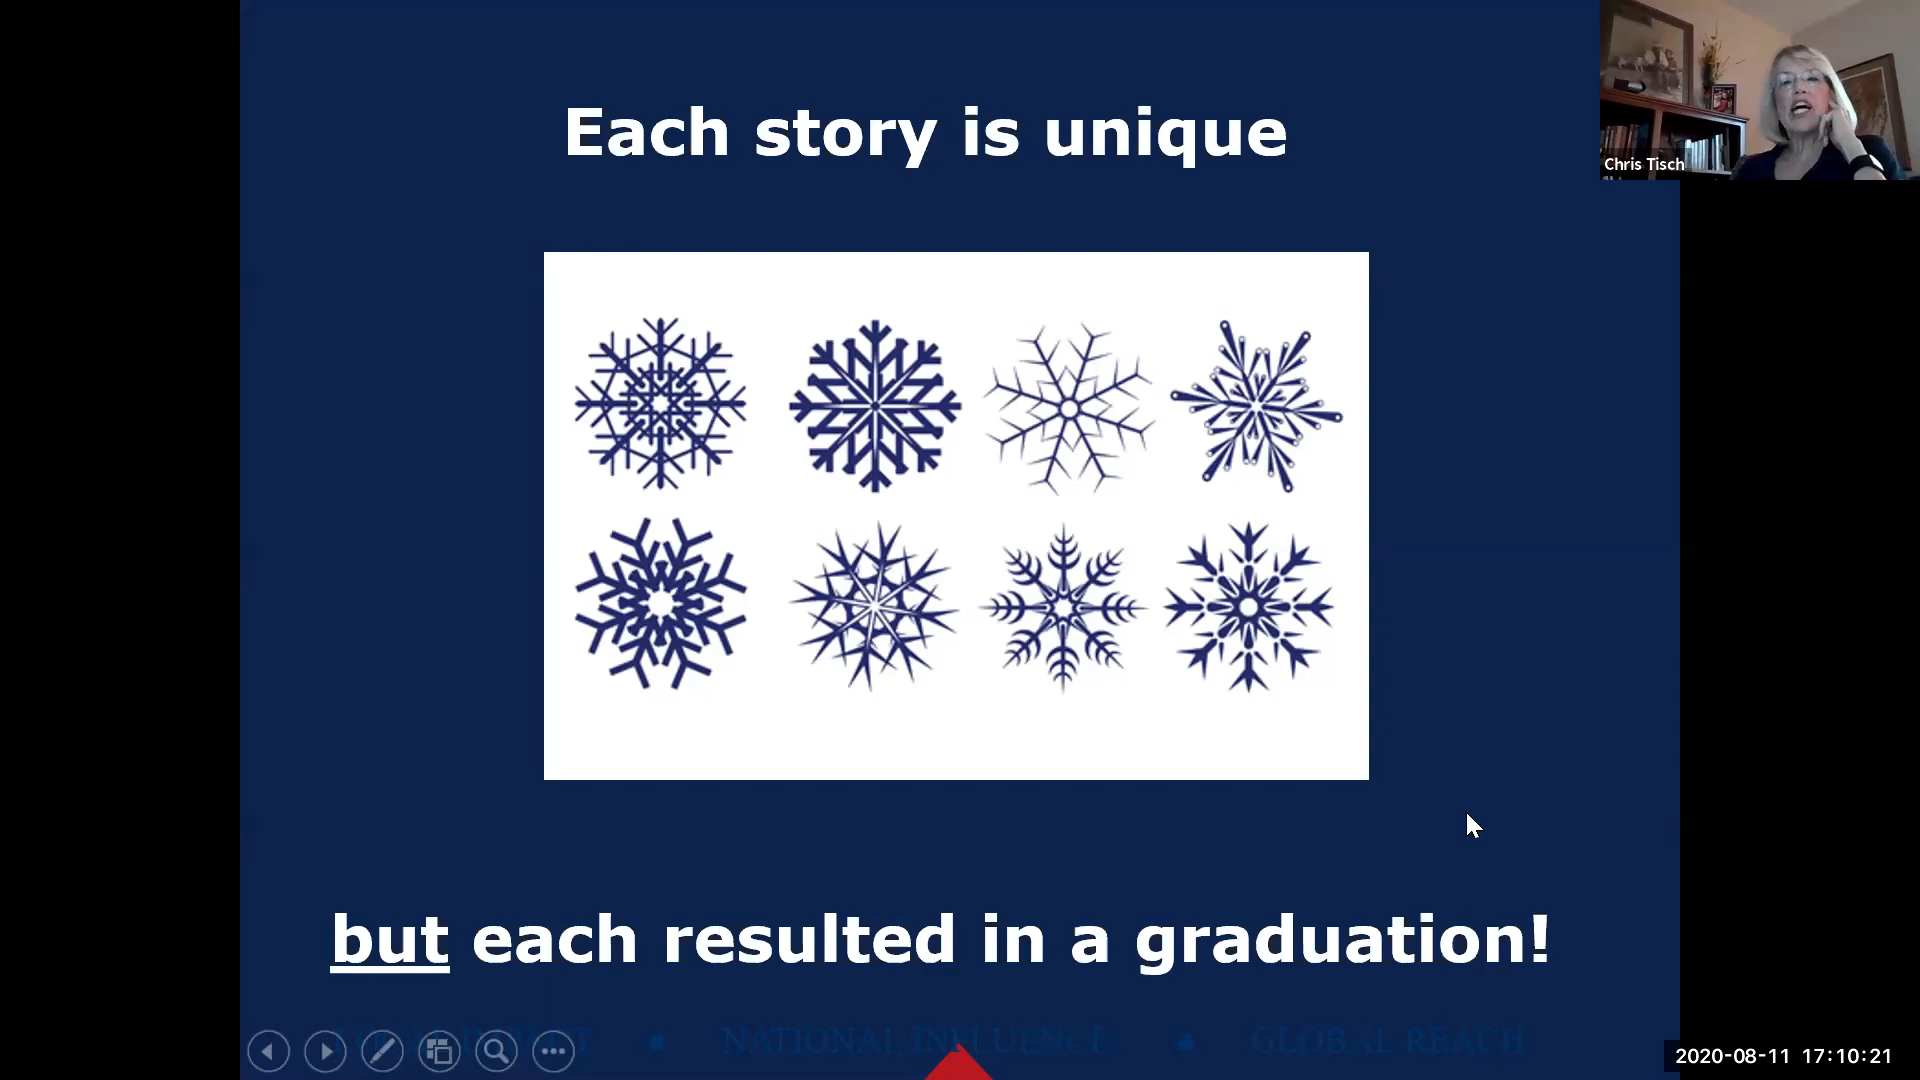 Each story is unique
Chris Tisch
but each resulted in a graduation!
NATIONAL INFLUENCE • GLOBAL REACH
2020-08-11 17:10:21